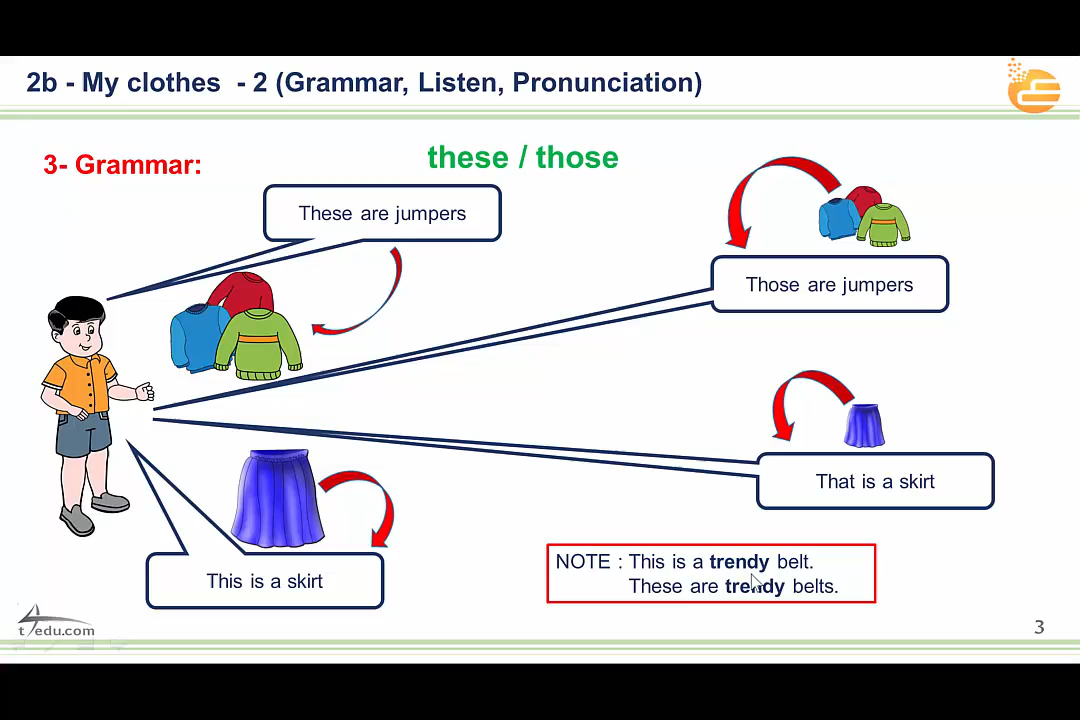 2b - My clothes - 2 (Grammar, Listen, Pronunciation)
3- Grammar:
these / those
These are jumpers
Those are jumpers
That is a skirt
This is a skirt
NOTE : This is a trendy belt.
These are trendy belts.
t4edu.com
3